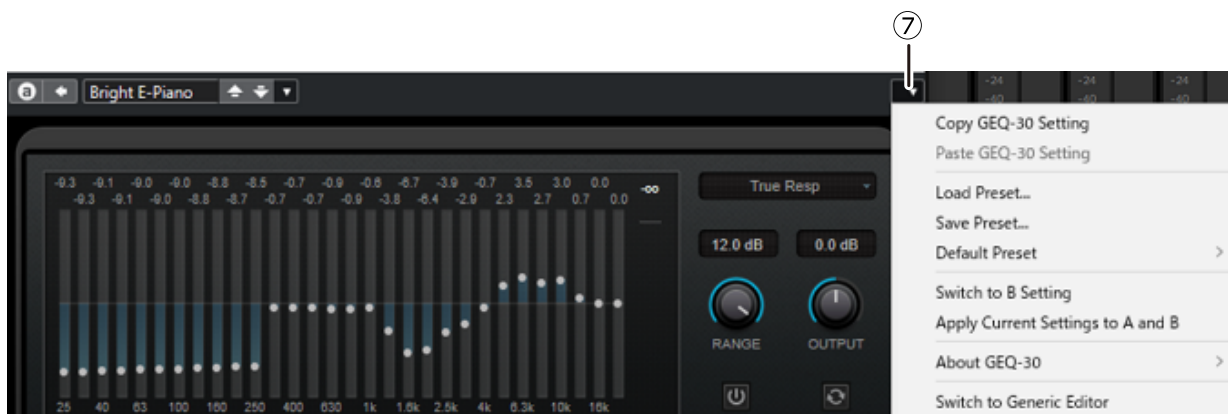 ⑦
a
Bright E-Piano
-24 -24 -24
-40 -40 -40
Copy GEQ-30 Setting
Paste GEQ-30 Setting
Load Preset...
Save Preset...
Default Preset
Switch to B Setting
Apply Current Settings to A and B
About GEQ-30
Switch to Generic Editor
-9.3 -9.1 -9.0 -9.0 -8.8 -8.5 -0.7 -0.9 -0.6 -6.7 -3.9 -0.7 3.5 3.0 0.0
-9.3 -9.1 -9.0 -8.8 -8.7 -0.7 -0.7 -0.9 -3.8 -6.4 -2.9 2.3 2.7 0.7 0.0
-∞
True Resp
12.0 dB 0.0 dB
RANGE OUTPUT
25 40 63 100 160 250 400 630 1k 1.6k 2.5k 4k 6.3k 10k 16k